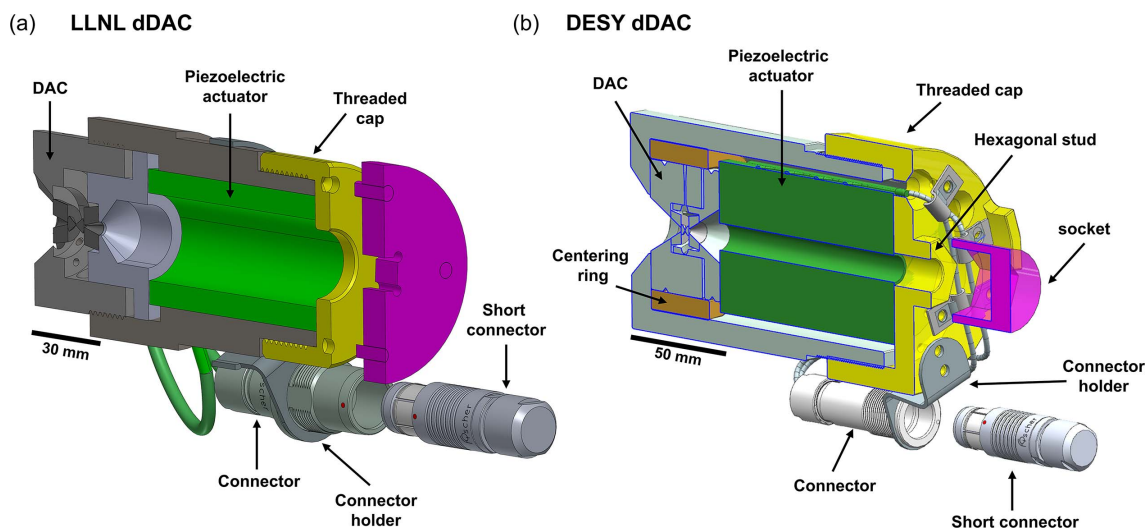 (a) LLNL dDAC
DAC
Piezoelectric
actuator
Threaded
cap
30 mm
Short
connector
Connector
Connector
holder
(b) DESY dDAC
DAC
Piezoelectric
actuator
Threaded cap
Hexagonal stud
socket
Centering
ring
50 mm
Connector
holder
Connector
Short connector